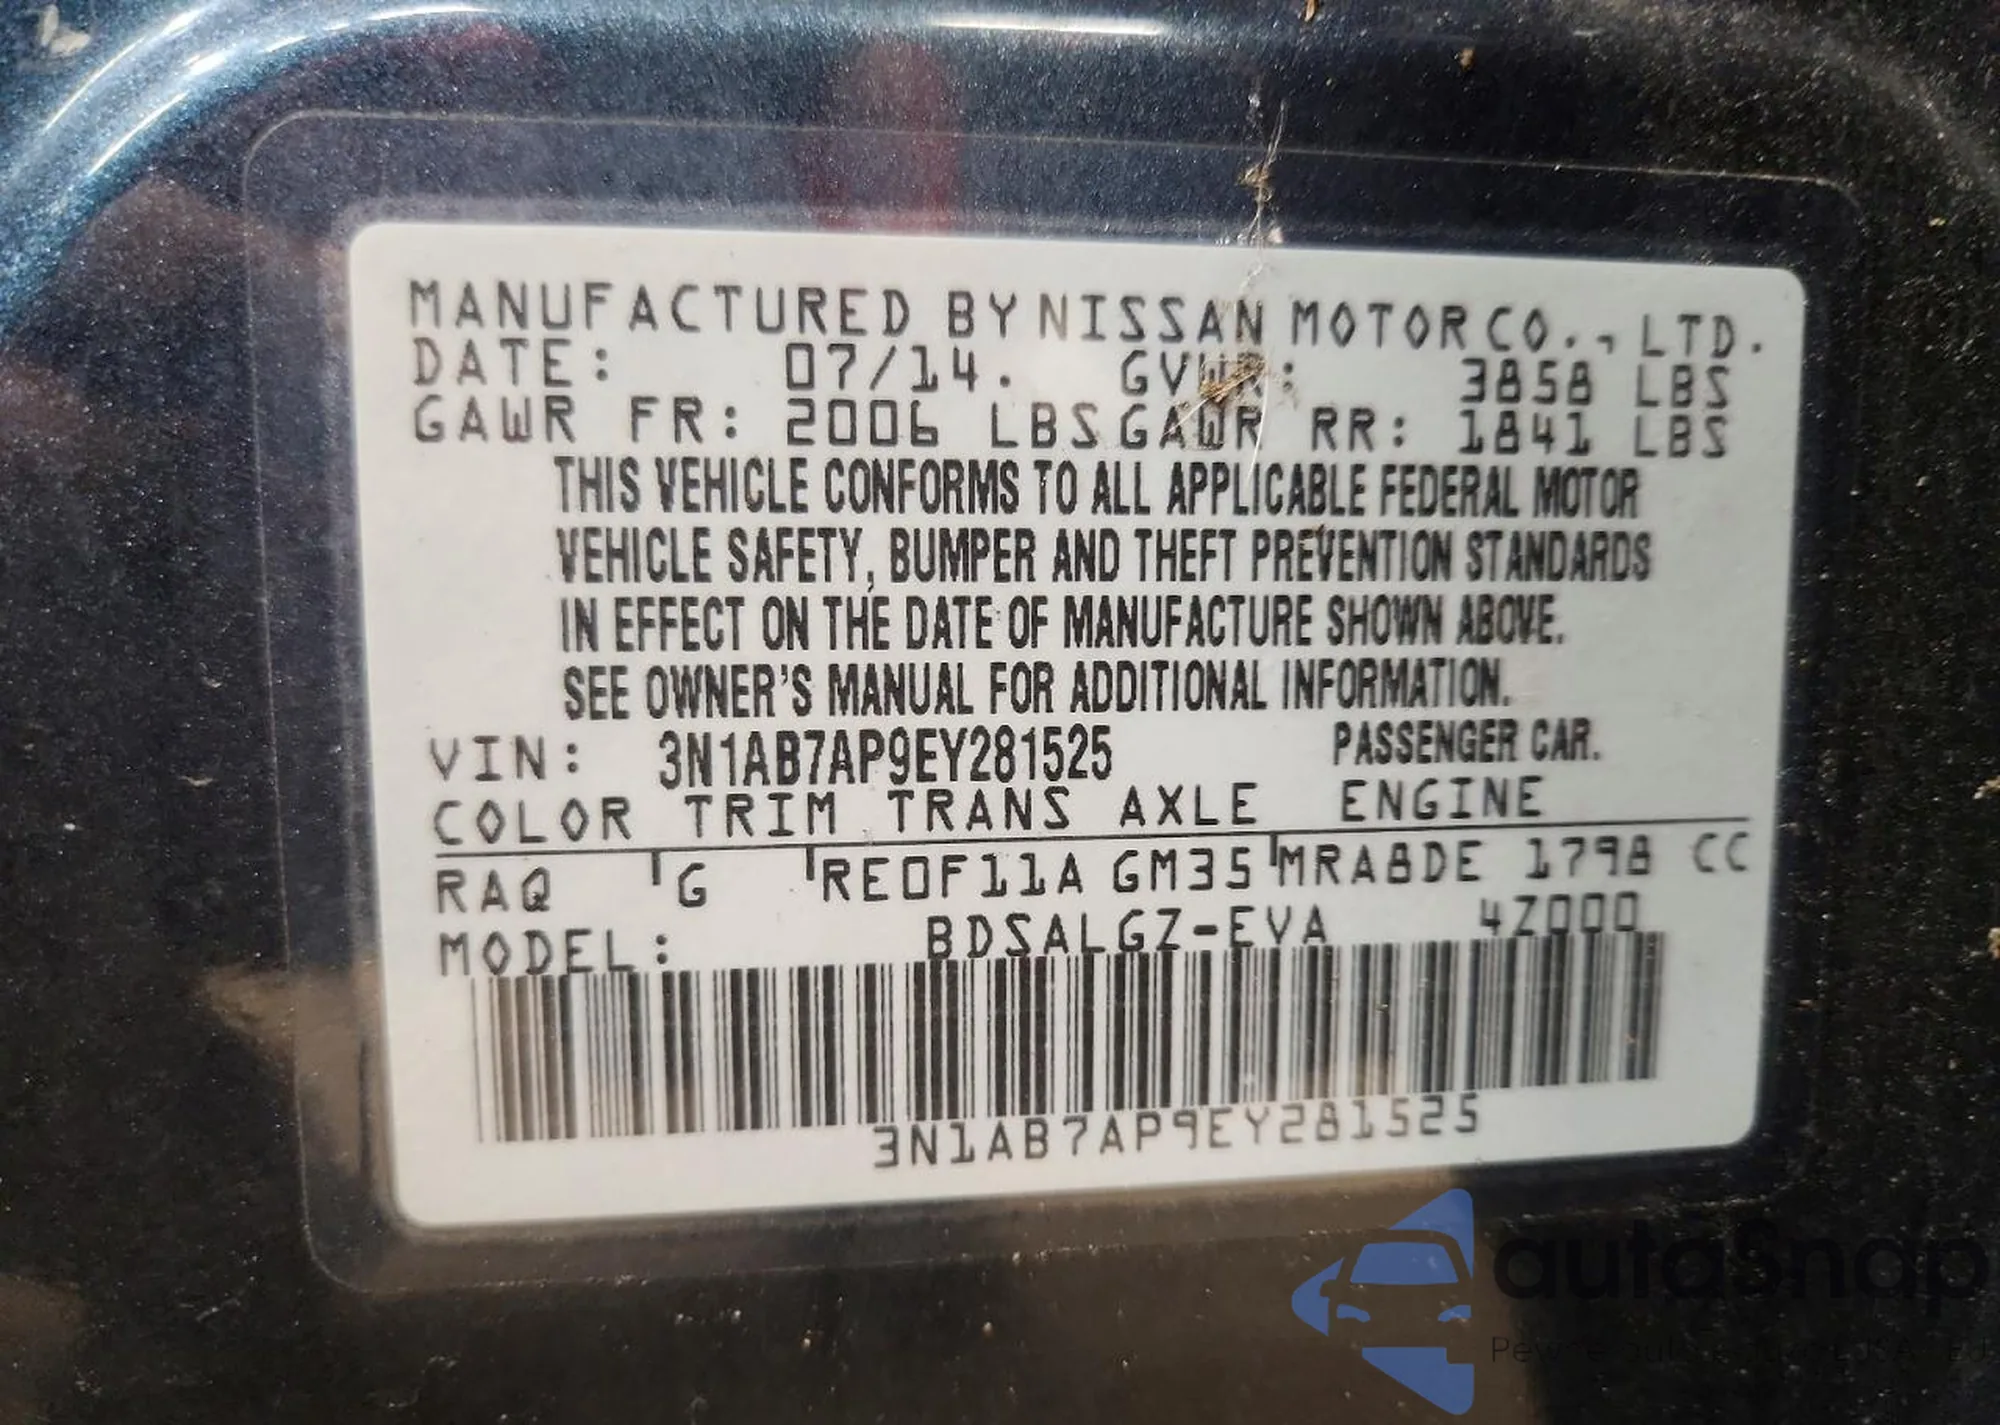 MANUFACTURED BY NISSAN MOTOR CO., LTD.
DATE: 07/14. GVWR: 3858 LBS
GAWR FR: 2006 LBS GAWR RR: 1841 LBS
THIS VEHICLE CONFORMS TO ALL APPLICABLE FEDERAL MOTOR
VEHICLE SAFETY, BUMPER AND THEFT PREVENTION STANDARDS
IN EFFECT ON THE DATE OF MANUFACTURE SHOWN ABOVE.
SEE OWNER'S MANUAL FOR ADDITIONAL INFORMATION.
VIN: 3N1AB7AP9EY281525 PASSENGER CAR.
COLOR TRIM TRANS AXLE ENGINE
RAQ G RE0F11A GM35 MRA8DE 1798 CC
MODEL: BDSALGZ-EVA 4Z000
3N1AB7AP9EY281525
autoSnap